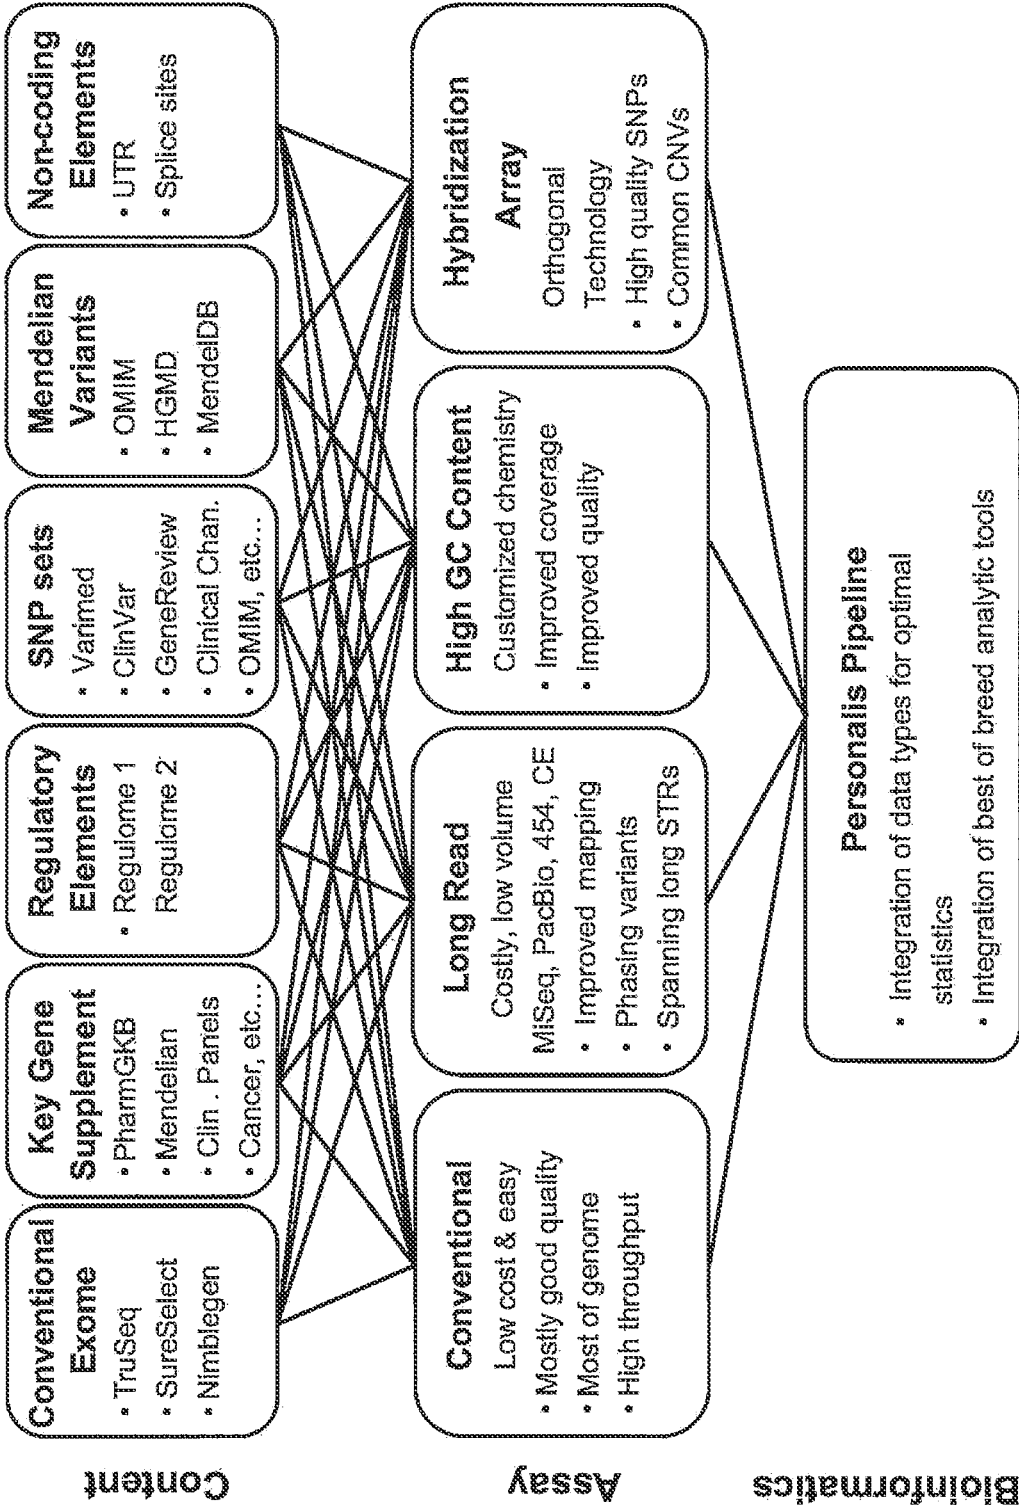 Content
Conventional
Exome
• TruSeq
• SureSelect
• Nimblegen
Key Gene
Supplement
• PharmGKB
• Mendelian
• Clin . Panels
• Cancer, etc...
Regulatory
Elements
• Regulome 1
Regulome 2
SNP sets
• Varimed
• ClinVar
• GeneReview
• Clinical Chan.
• OMIM, etc...
Mendelian
Variants
• OMIM
• HGMD
• MendelDB
Non-coding
Elements
• UTR
• Splice sites
Assay
Conventional
Low cost & easy
• Mostly good quality
• Most of genome
• High throughput
Long Read
Costly, low volume
MiSeq, PacBio, 454, CE
• Improved mapping
• Phasing variants
• Spanning long STRs
High GC Content
Customized chemistry
• Improved coverage
• Improved quality
Hybridization
Array
Orthogonal
Technology
• High quality SNPs
• Common CNVs
Bioinformatics
Personalis Pipeline
• Integration of data types for optimal
statistics
• Integration of best of breed analytic tools